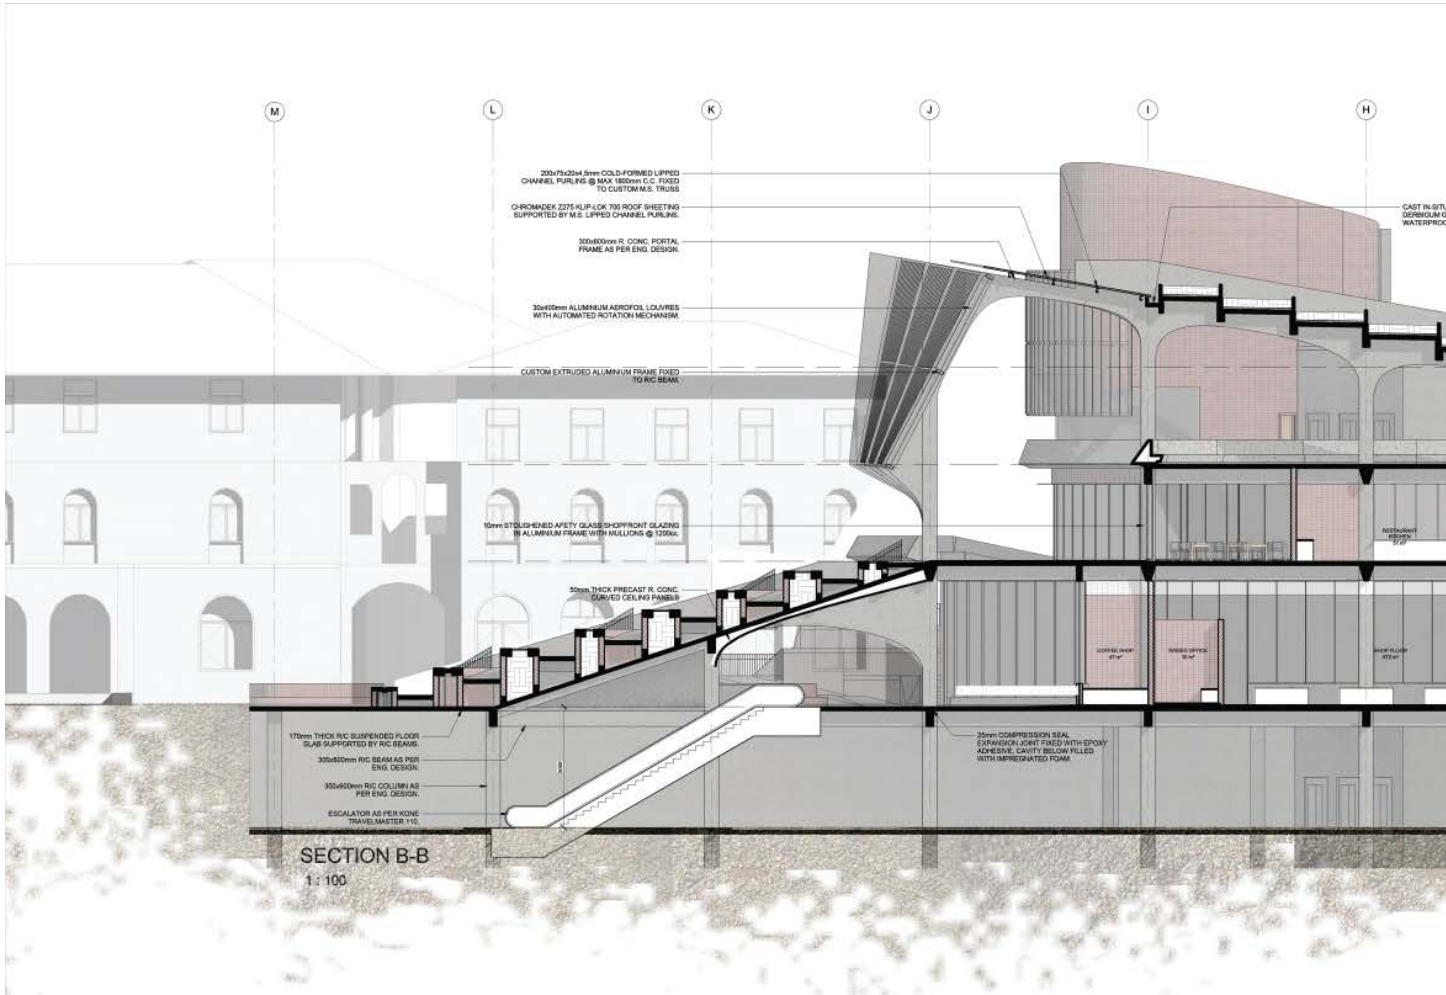 M
L
K
J
I
H
200x75x20x4,5mm COLD-FORMED LIPPED
CHANNEL PURLINS @ MAX 1800mm C.C. FIXED
TO CUSTOM M.S. TRUSS
CHROMADEK Z275 KLIP-LOK 700 ROOF SHEETING
SUPPORTED BY M.S. LIPPED CHANNEL PURLINS.
300x600mm R. CONC. PORTAL
FRAME AS PER ENG. DESIGN.
30x400mm ALUMINIUM AEROFOIL LOUVRES
WITH AUTOMATED ROTATION MECHANISM.
CUSTOM EXTRUDED ALUMINIUM FRAME FIXED
TO R/C BEAM.
10mm STOUGHENED AFETY GLASS SHOPFRONT GLAZING
IN ALUMINIUM FRAME WITH MULLIONS @ 1200cc.
50mm THICK PRECAST R. CONC.
CURVED CEILING PANELS
CAST IN-SITU
DERBIGUM
WATERPROO
RESTAURANT
KITCHEN
COFFEE SHOP
RAISED OFFICE
SHOP FLOOR
170mm THICK R/C SUSPENDED FLOOR
SLAB SUPPORTED BY R/C BEAMS.
300x600mm R/C BEAM AS PER
ENG. DESIGN.
300x600mm R/C COLUMN AS
PER ENG. DESIGN.
ESCALATOR AS PER KONE
TRAVELMASTER 110.
25mm COMPRESSION SEAL
EXPANSION JOINT FIXED WITH EPOXY
ADHESIVE, CAVITY BELOW FILLED
WITH IMPREGNATED FOAM.
SECTION B-B
1 : 100